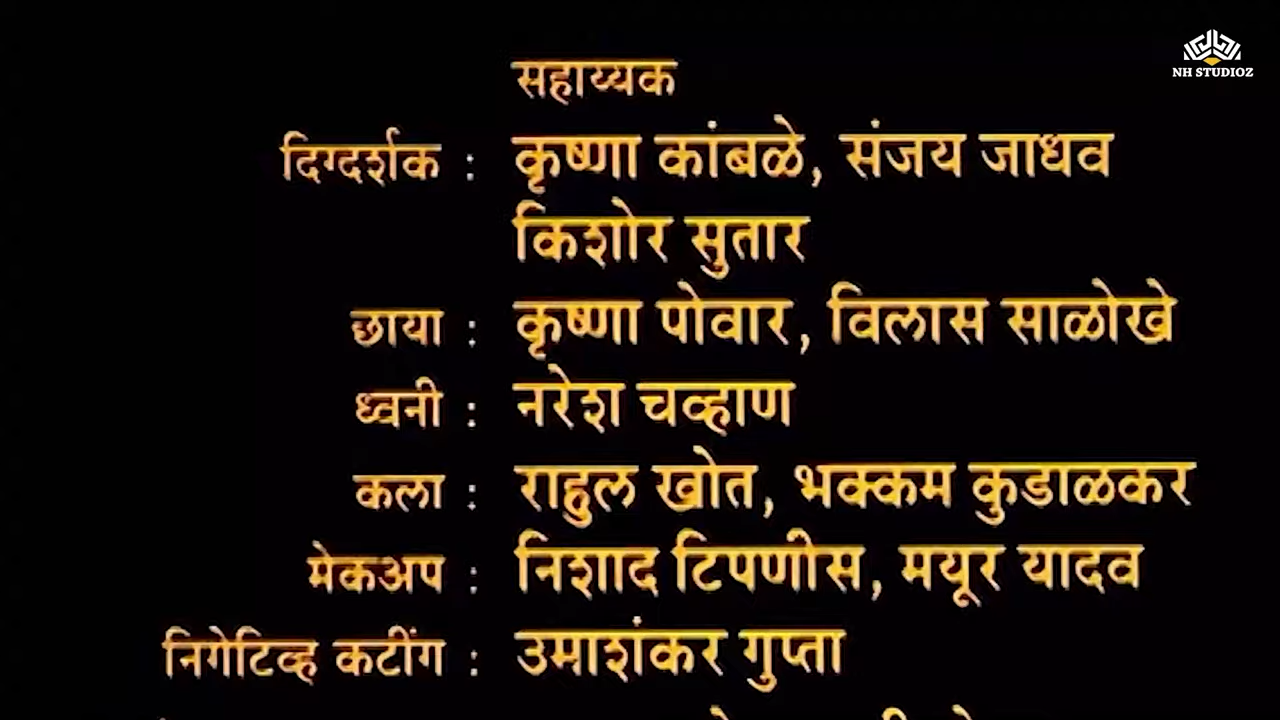 NH STUDIOZ
सहाय्यक
दिग्दर्शक : कृष्णा कांबळे, संजय जाधव
किशोर सुतार
छाया : कृष्णा पोवार, विलास साळोखे
ध्वनी : नरेश चव्हाण
कला : राहुल खोत, भक्कम कुडाळकर
मेकअप : निशाद टिपणीस, मयूर यादव
निगेटिव्ह कटींग : उमाशंकर गुप्ता